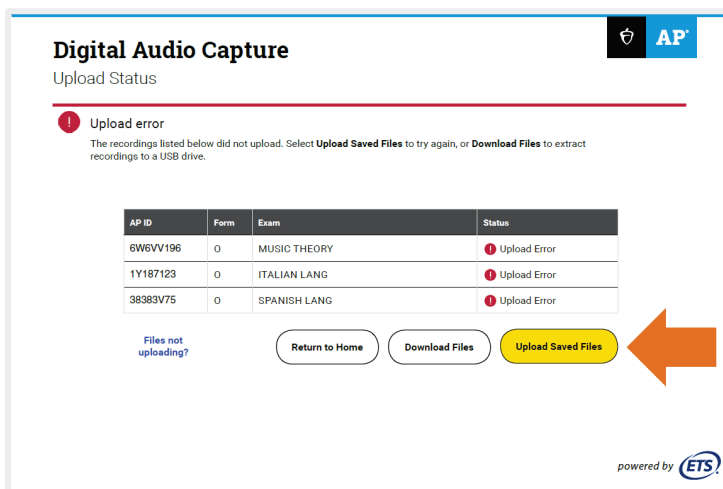 Digital Audio Capture
AP
Upload Status
! Upload error
The recordings listed below did not upload. Select Upload Saved Files to try again, or Download Files to extract
recordings to a USB drive.
AP ID Form Exam Status
6W6VV196 O MUSIC THEORY ! Upload Error
1Y187123 O ITALIAN LANG ! Upload Error
38383V75 O SPANISH LANG ! Upload Error
Files not
uploading?
Return to Home Download Files Upload Saved Files
powered by ETS